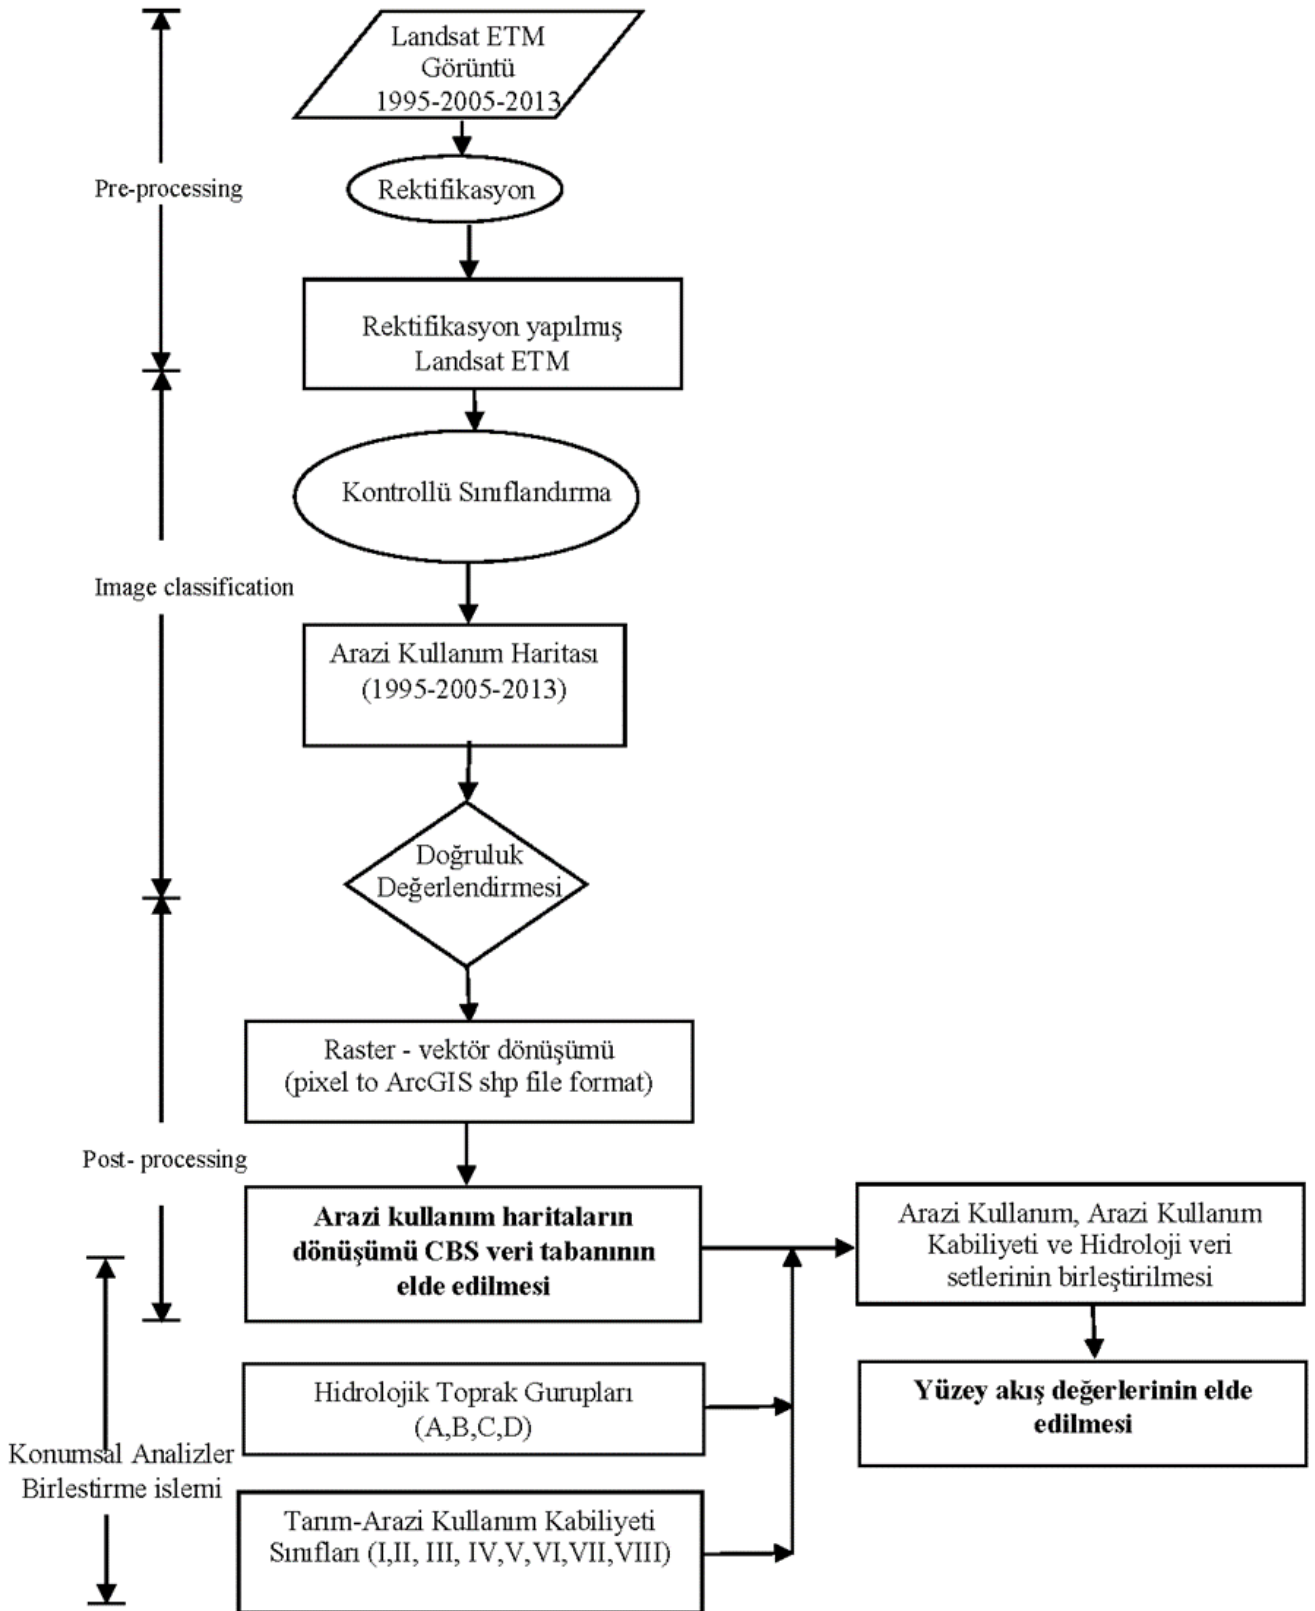 Landsat ETM
Görüntü
1995-2005-2013
Pre-processing
Rektifikasyon
Rektifikasyon yapılmış
Landsat ETM
Kontrollü Sınıflandırma
Image classification
Arazi Kullanım Haritası
(1995-2005-2013)
Doğruluk
Değerlendirmesi
Raster - vektör dönüşümü
(pixel to ArcGIS shp file format)
Post- processing
Arazi kullanım haritaların
dönüşümü CBS veri tabanının
elde edilmesi
Arazi Kullanım, Arazi Kullanım
Kabiliyeti ve Hidroloji veri
setlerinin birleştirilmesi
Hidrolojik Toprak Gurupları
(A,B,C,D)
Yüzey akış değerlerinin elde
edilmesi
Konumsal Analizler
Birlestirme islemi
Tarım-Arazi Kullanım Kabiliyeti
Sınıfları (I,II, III, IV,V,VI,VII,VIII)